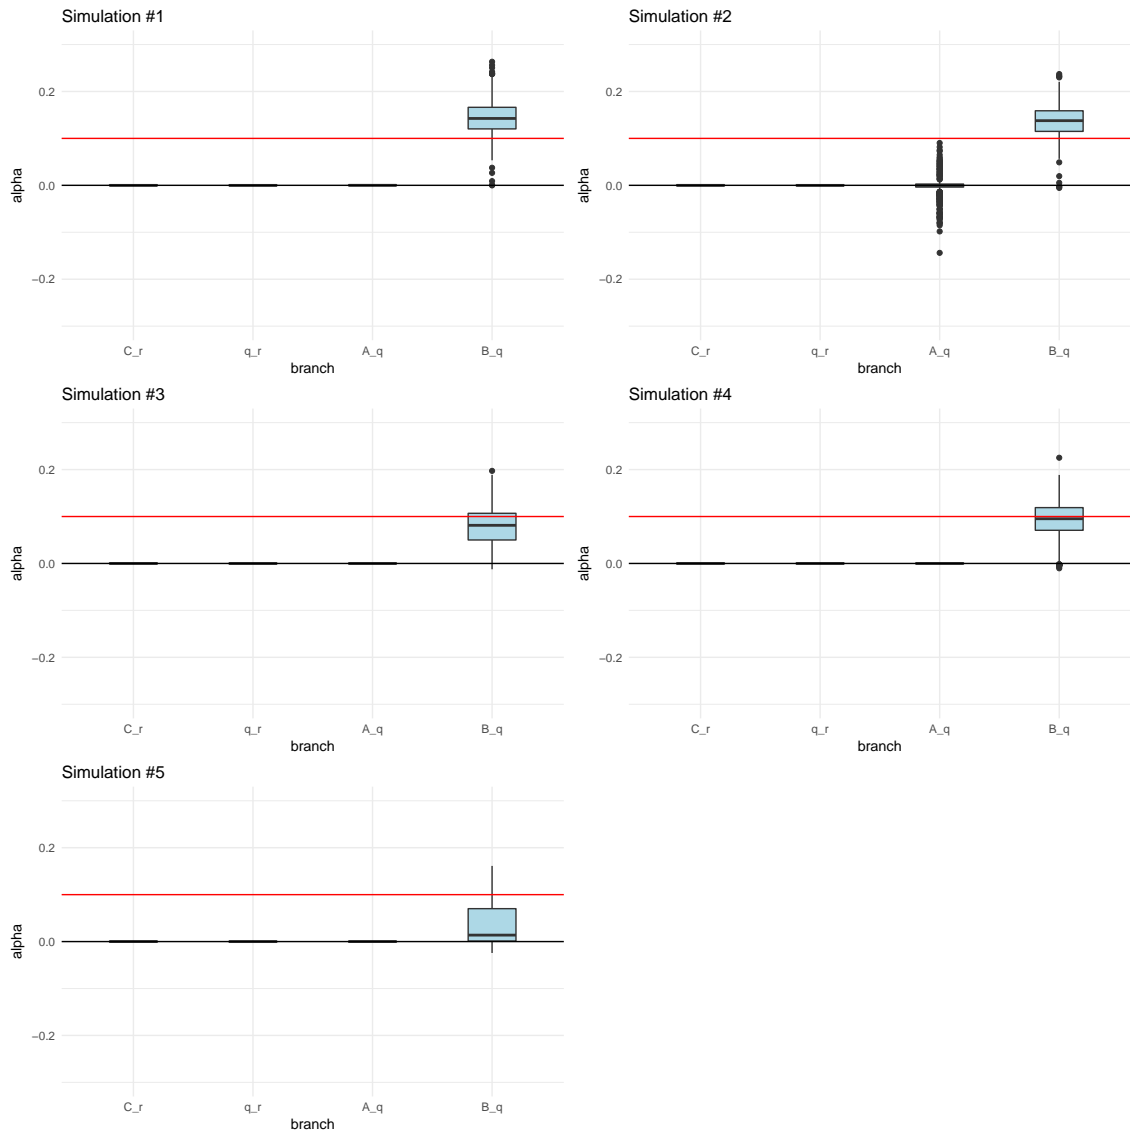 Simulation #1
0.2
0.0
−0.2
alpha
C_r q_r A_q B_q
branch
Simulation #2
0.2
0.0
−0.2
alpha
C_r q_r A_q B_q
branch
Simulation #3
0.2
0.0
−0.2
alpha
C_r q_r A_q B_q
branch
Simulation #4
0.2
0.0
−0.2
alpha
C_r q_r A_q B_q
branch
Simulation #5
0.2
0.0
−0.2
alpha
C_r q_r A_q B_q
branch